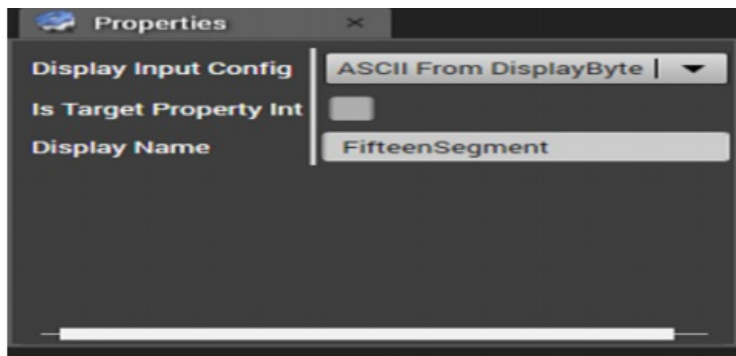 Properties
Display Input Config ASCII From DisplayByte |
Is Target Property Int
Display Name FifteenSegment